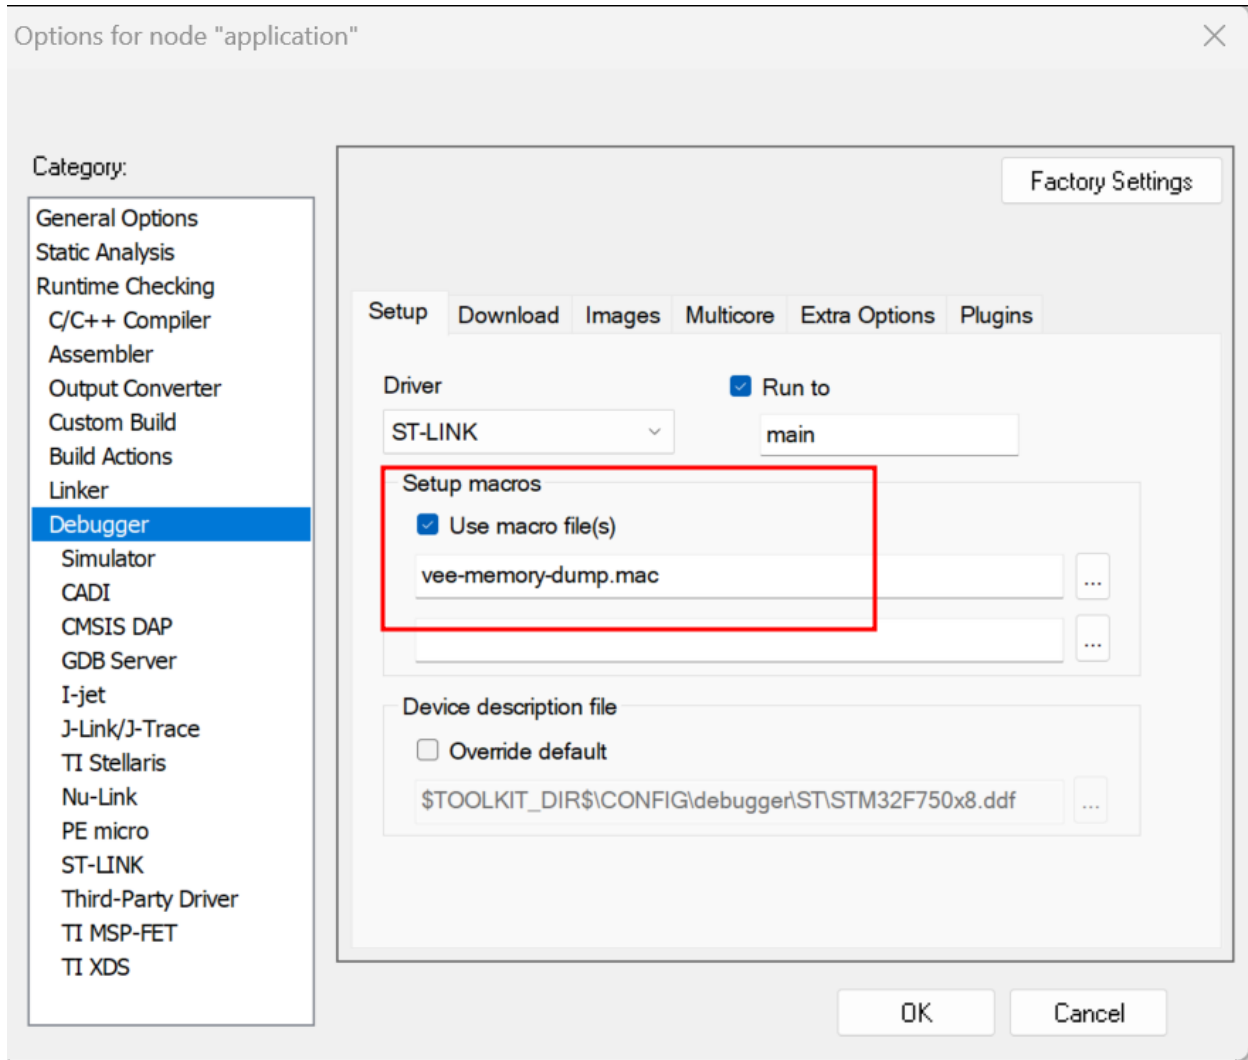 Options for node "application"
Category:
General Options
Static Analysis
Runtime Checking
C/C++ Compiler
Assembler
Output Converter
Custom Build
Build Actions
Linker
Debugger
Simulator
CADI
CMSIS DAP
GDB Server
I-jet
J-Link/J-Trace
TI Stellaris
Nu-Link
PE micro
ST-LINK
Third-Party Driver
TI MSP-FET
TI XDS
Factory Settings
Setup Download Images Multicore Extra Options Plugins
Driver
Run to
ST-LINK
main
Setup macros
Use macro file(s)
vee-memory-dump.mac
...
...
Device description file
Override default
$TOOLKIT_DIR$\CONFIG\debugger\ST\STM32F750x8.ddf
...
OK Cancel